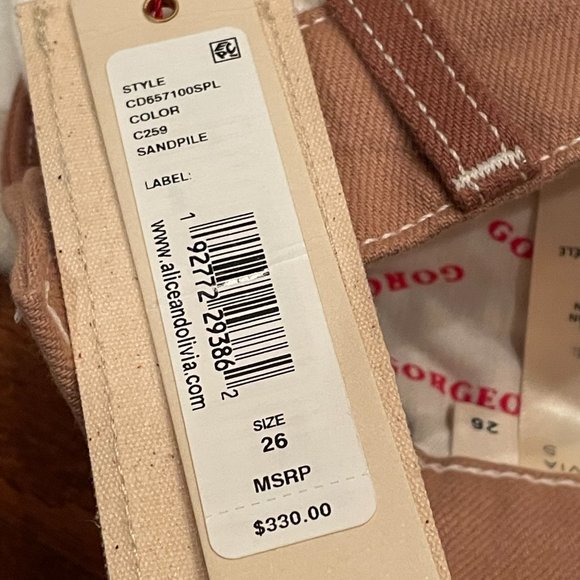 STYLE
CD657100SPL
COLOR
C259
SANDPILE
LABEL:
1 92772 29386 2
www.aliceandolivia.com
SIZE
26
MSRP
$330.00
GORGEO
26